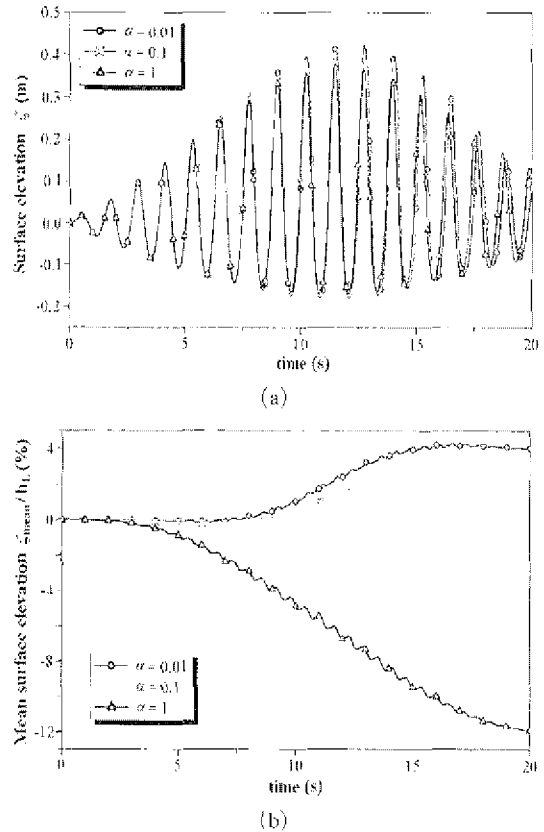 0.5
0.4
0.3
0.2
0.1
0.0
-0.1
-0.2
Surface elevation ζ (m)
α = 0.01
α = 0.1
α = 1
0 5 10 15 20
time (s)
(a)
4
0
-4
-8
-12
Mean surface elevation ζmean/hL (%)
α = 0.01
α = 0.1
α = 1
0 5 10 15 20
time (s)
(b)